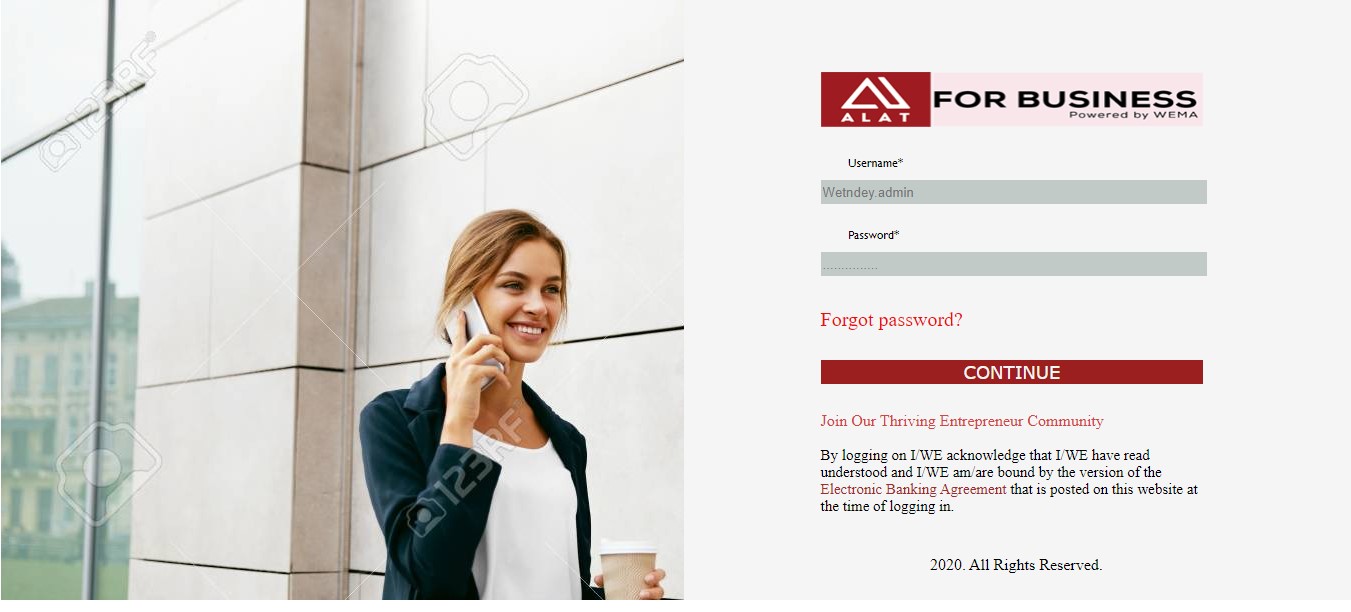 123RF
ALAT
FOR BUSINESS
Powered by WEMA
Username*
Wetndey.admin
Password*
...............
Forgot password?
CONTINUE
Join Our Thriving Entrepreneur Community
By logging on I/WE acknowledge that I/WE have read
understood and I/WE am/are bound by the version of the
Electronic Banking Agreement that is posted on this website at
the time of logging in.
2020. All Rights Reserved.
123RF